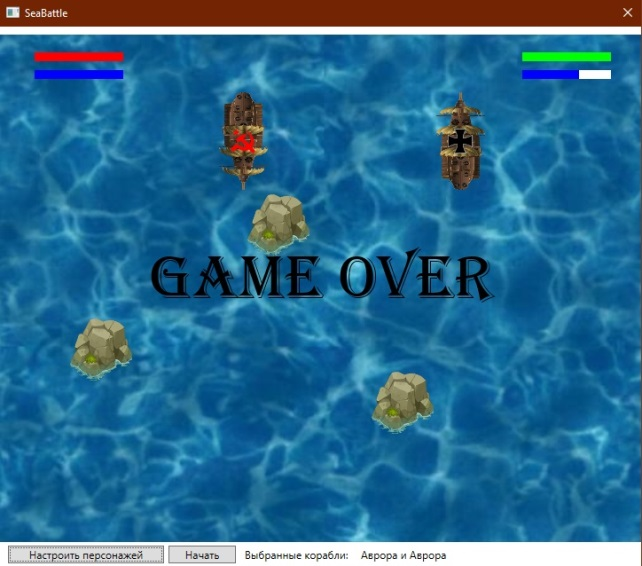 SeaBattle
GAME OVER
Настроить персонажей Начать Выбранные корабли: Аврора и Аврора